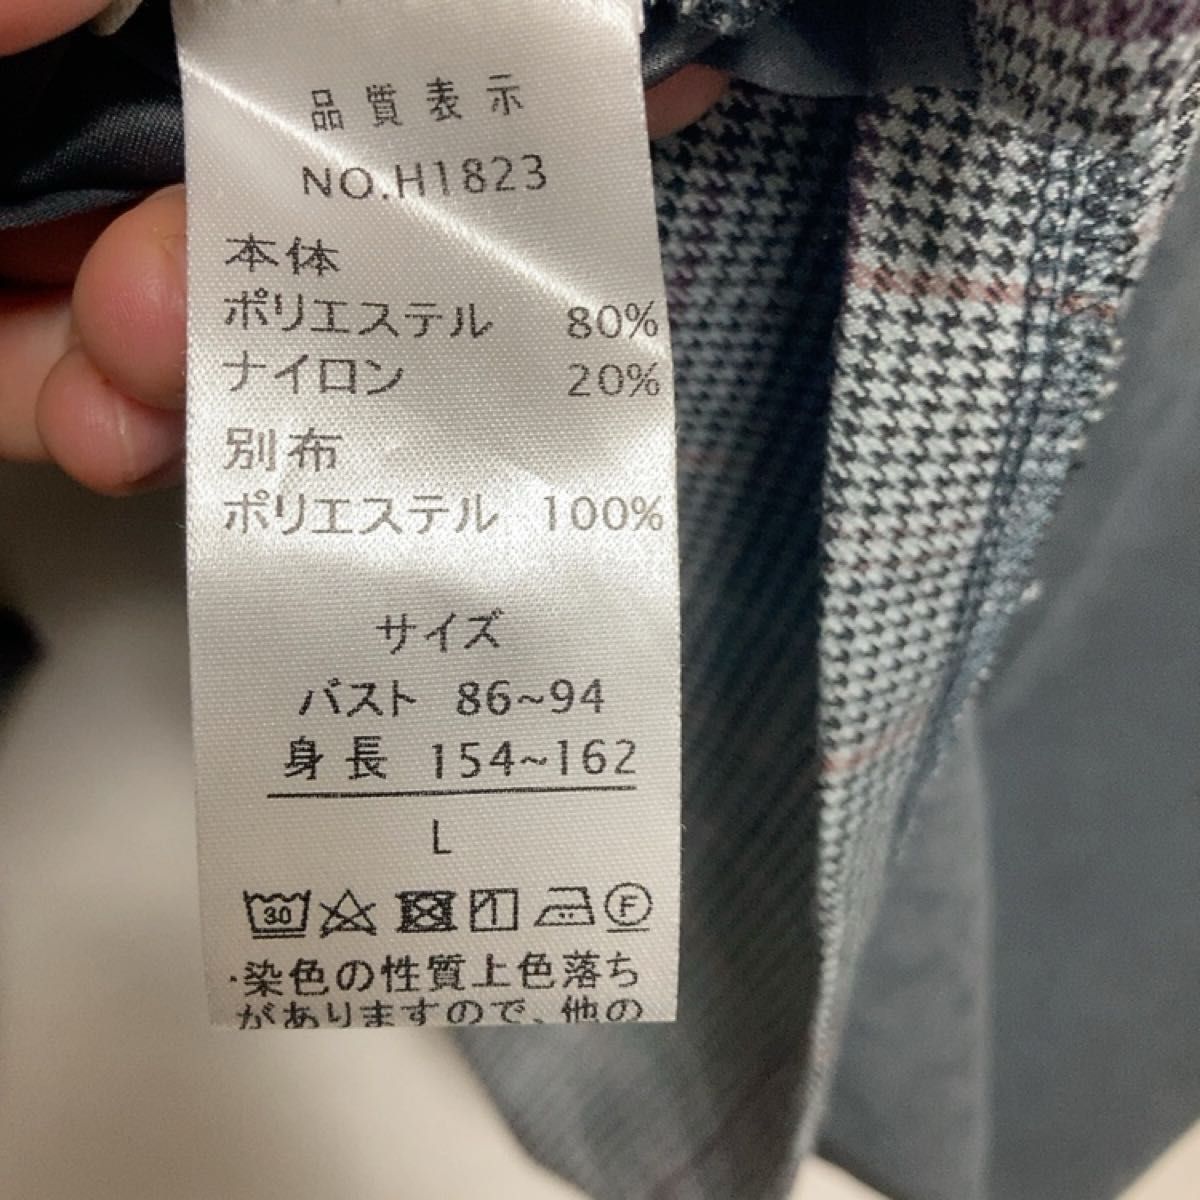 品質表示
NO.H1823
本体
ポリエステル 80%
ナイロン 20%
別布
ポリエステル 100%
サイズ
バスト 86~94
身長 154~162
L
30 F
・染色の性質上色落ち
がありますので、他の